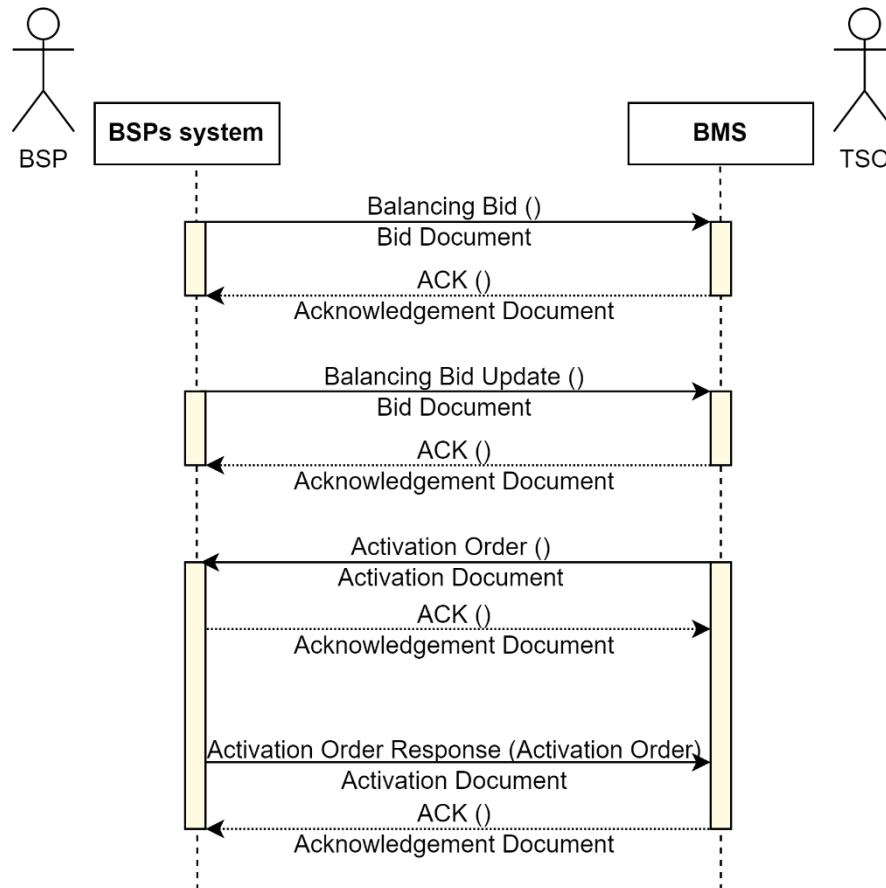 BSPs system
BMS
BSP
TSO
Balancing Bid ()
Bid Document
ACK ()
Acknowledgement Document
Balancing Bid Update ()
Bid Document
ACK ()
Acknowledgement Document
Activation Order ()
Activation Document
ACK ()
Acknowledgement Document
Activation Order Response (Activation Order)
Activation Document
ACK ()
Acknowledgement Document